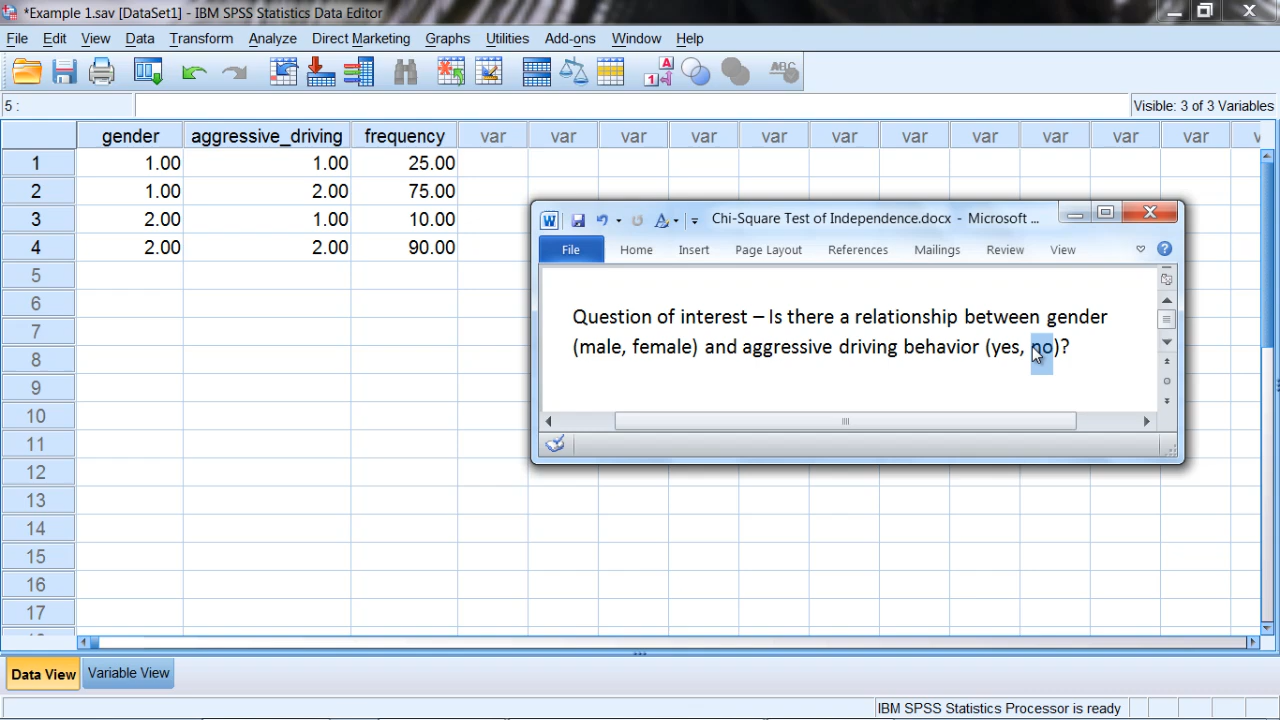 *Example 1.sav [DataSet1] - IBM SPSS Statistics Data Editor
File Edit View Data Transform Analyze Direct Marketing Graphs Utilities Add-ons Window Help
5 : Visible: 3 of 3 Variables
gender aggressive_driving frequency var var var var var var var var var var var
1 1.00 1.00 25.00
2 1.00 2.00 75.00
3 2.00 1.00 10.00
4 2.00 2.00 90.00
5
6
7
8
9
10
11
12
13
14
15
16
17
Chi-Square Test of Independence.docx - Microsoft ...
File Home Insert Page Layout References Mailings Review View
Question of interest – Is there a relationship between gender
(male, female) and aggressive driving behavior (yes, no)?
Data View Variable View
IBM SPSS Statistics Processor is ready